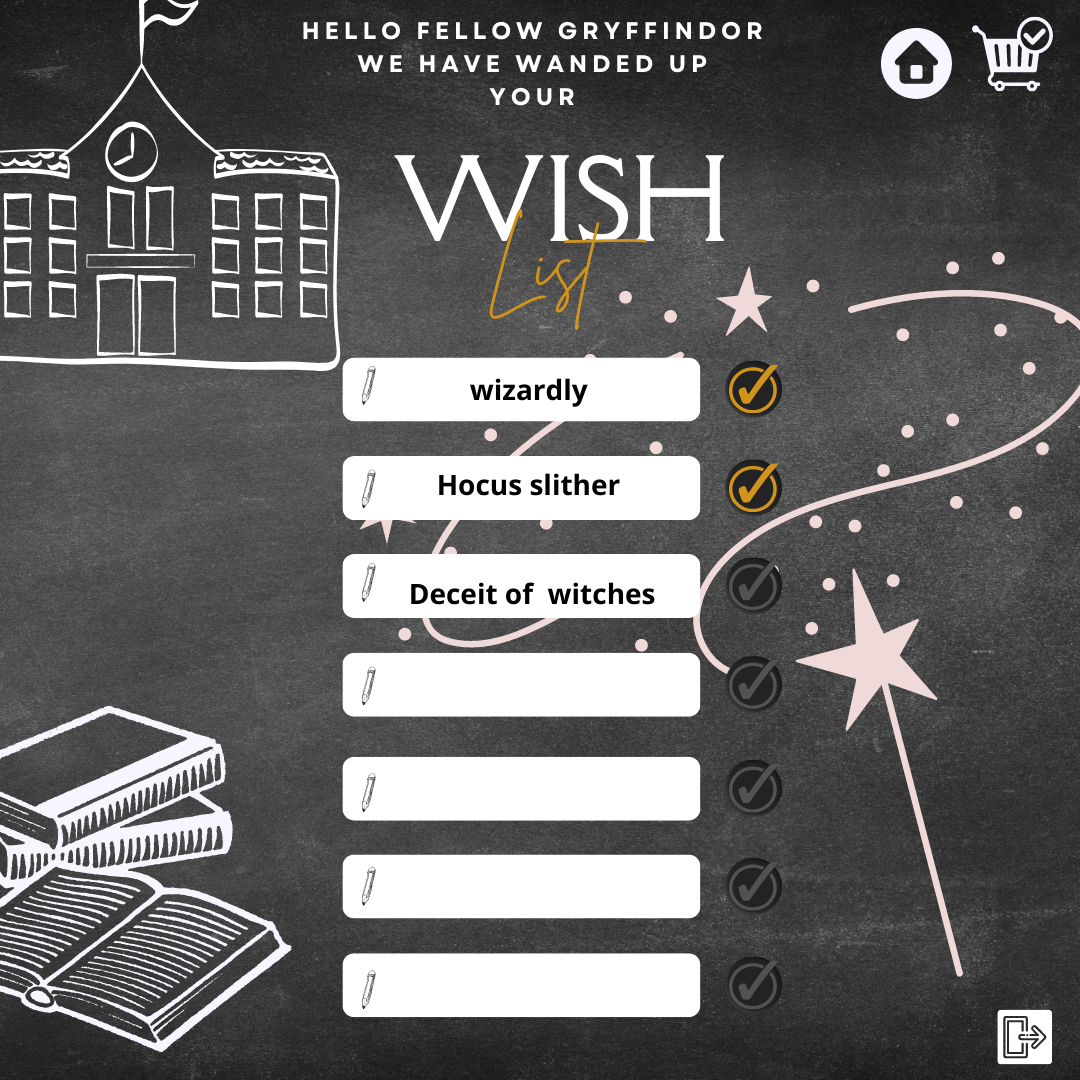 HELLO FELLOW GRYFFINDOR
WE HAVE WANDED UP
YOUR
WISH
List
wizardly
Hocus slither
Deceit of  witches